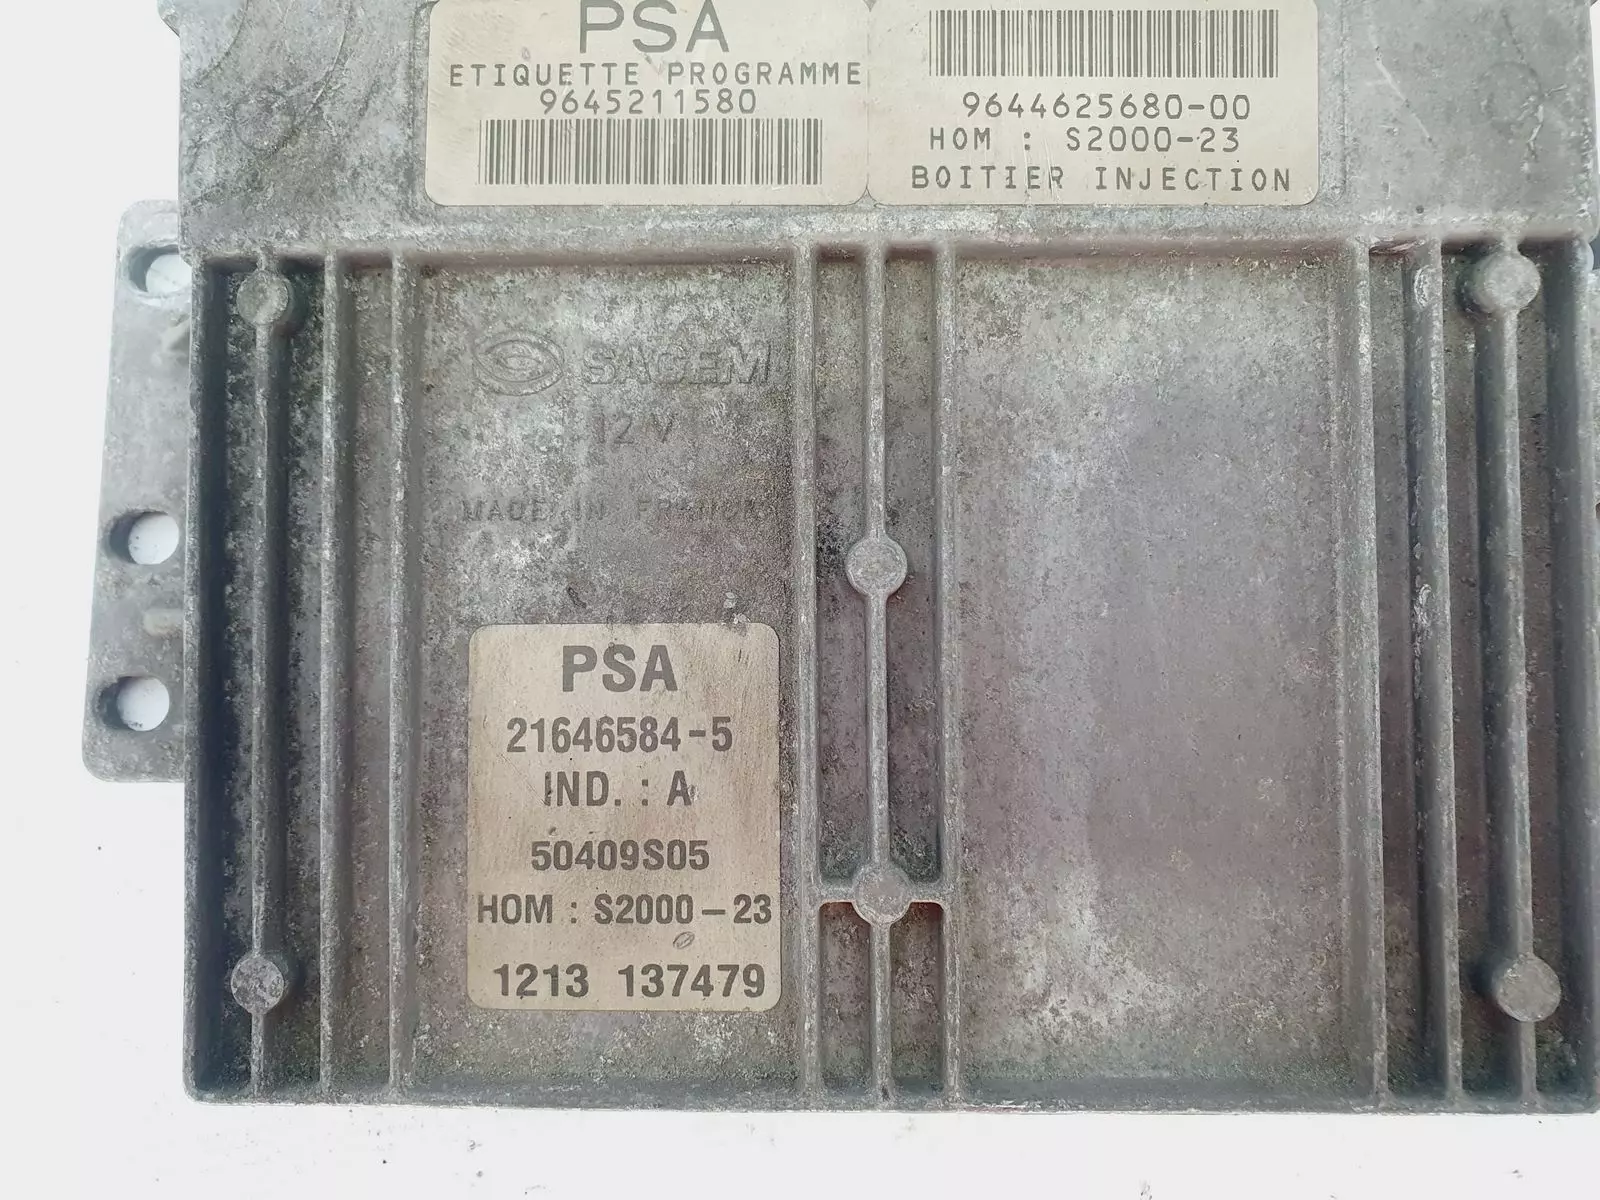 PSA
ETIQUETTE PROGRAMME
9645211580
9644625680-00
HOM : S2000-23
BOITIER INJECTION
SAGEM
12 V
MADE IN FRANCE
PSA
21646584-5
IND. : A
50409S05
HOM : S2000-23
1213 137479